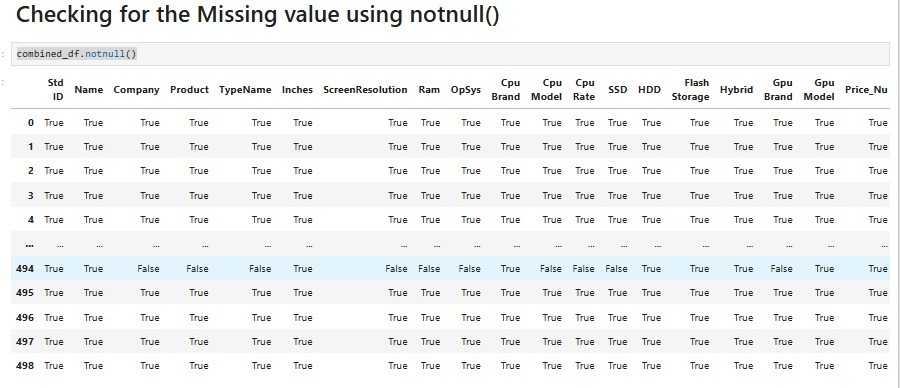 Checking for the Missing value using notnull()
combined_df.notnull()
Std ID Name Company Product TypeName Inches ScreenResolution Ram OpSys Cpu Brand Cpu Model Cpu Rate SSD HDD Flash Storage Hybrid Gpu Brand Gpu Model Price_Nu
0 True True True True True True True True True True True True True True True True True True True
1 True True True True True True True True True True True True True True True True True True True
2 True True True True True True True True True True True True True True True True True True True
3 True True True True True True True True True True True True True True True True True True True
4 True True True True True True True True True True True True True True True True True True True
... ... ... ... ... ... ... ... ... ... ... ... ... ... ... ... ... ... ... ...
494 True True False False False True False False False True False False False True True True False True True
495 True True True True True True True True True True True True True True True True True True True
496 True True True True True True True True True True True True True True True True True True True
497 True True True True True True True True True True True True True True True True True True True
498 True True True True True True True True True True True True True True True True True True True